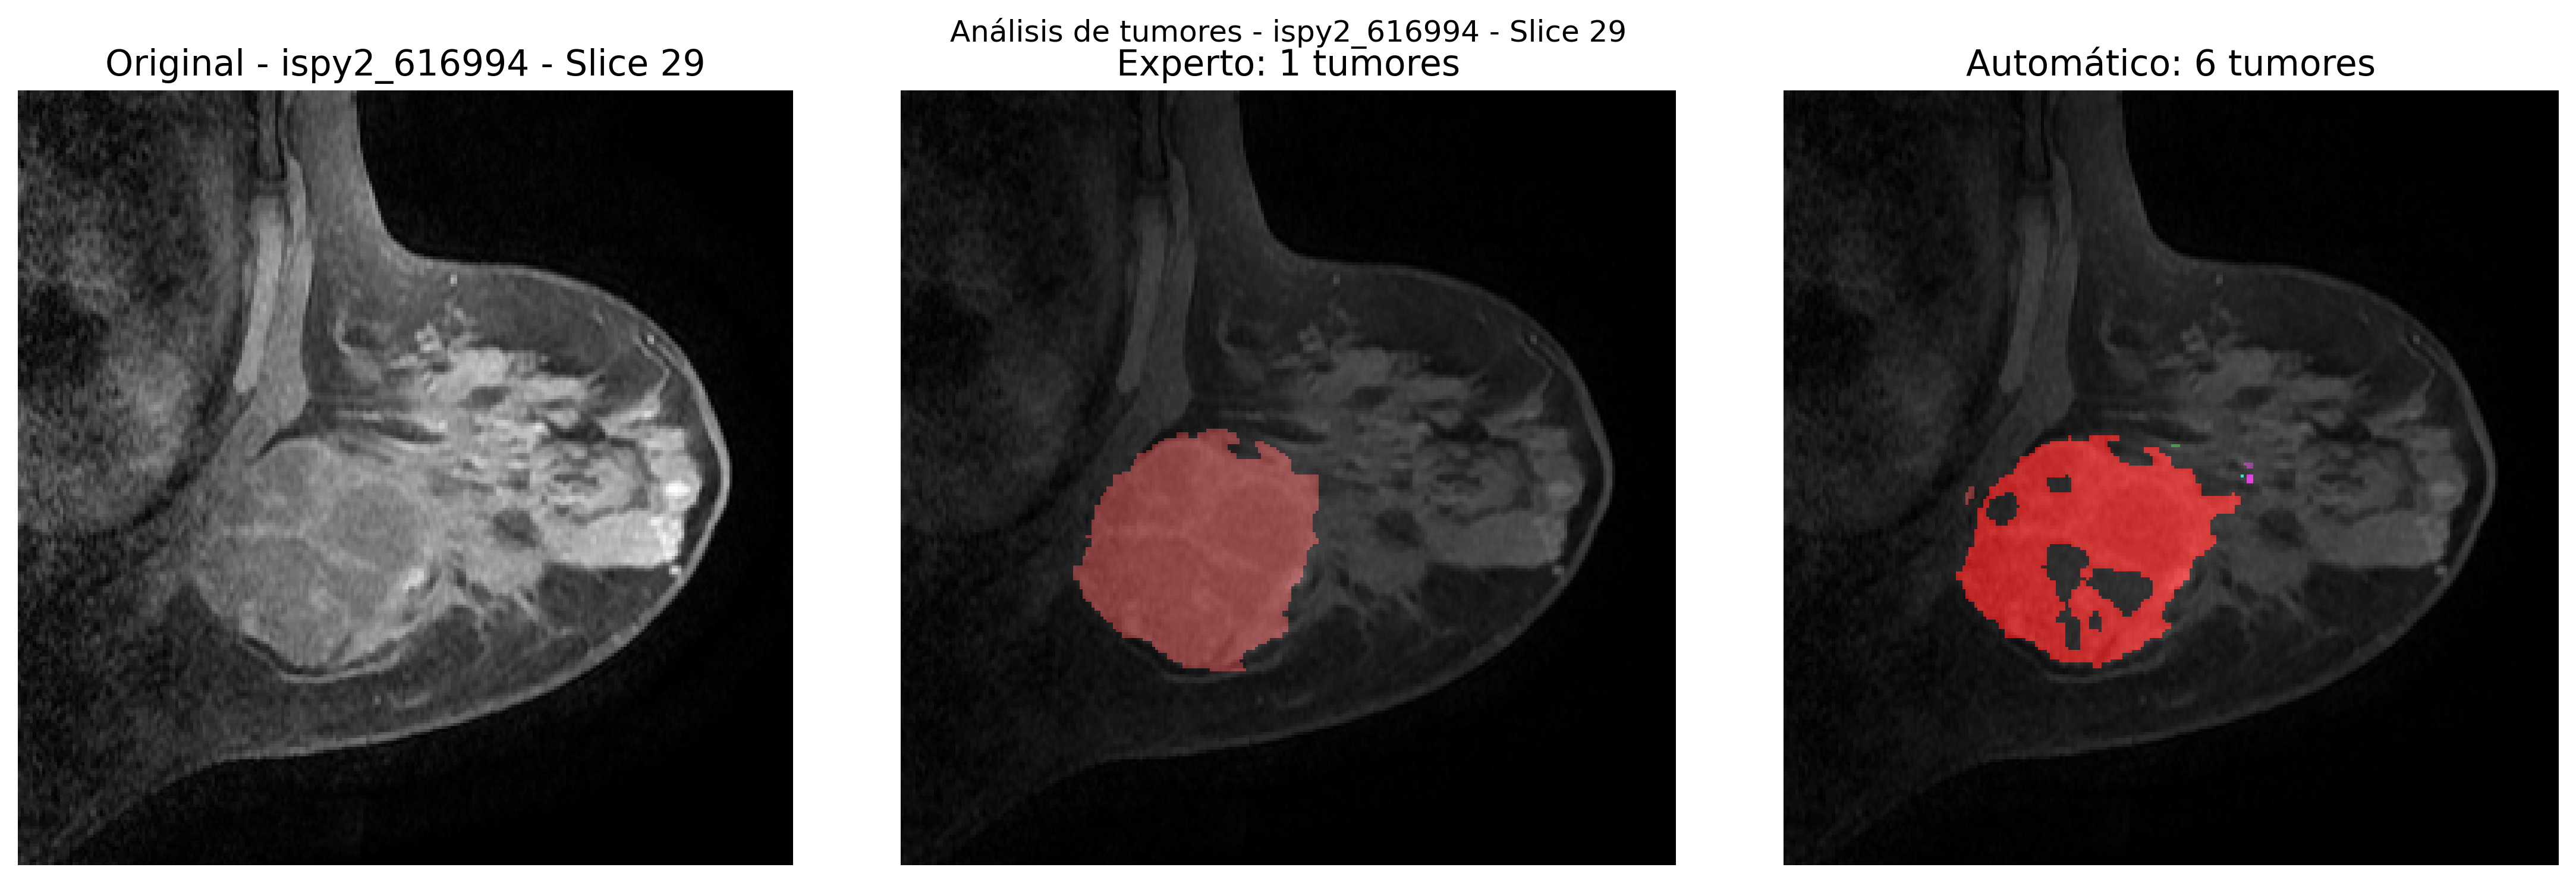 Análisis de tumores - ispy2_616994 - Slice 29
Original - ispy2_616994 - Slice 29
Experto: 1 tumores
Automático: 6 tumores